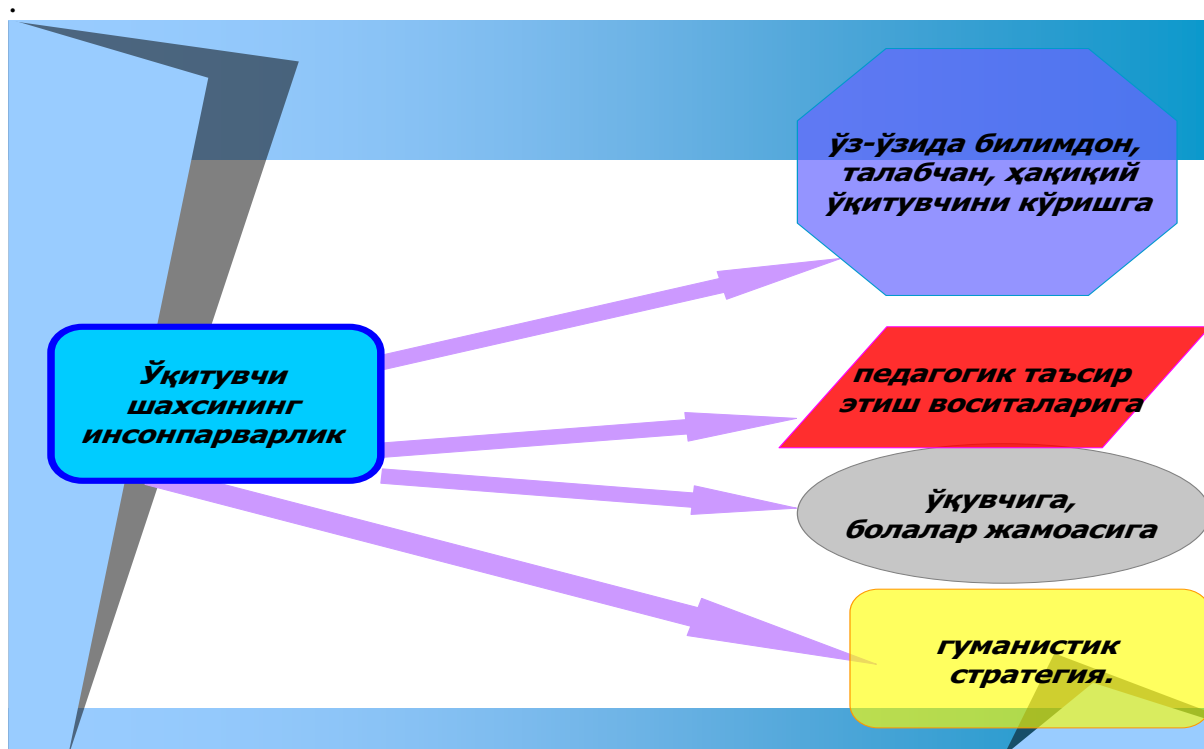 .
ўз-ўзида билимдон,
талабчан, ҳақиқий
ўқитувчини кўришга
Ўқитувчи
шахсининг
инсонпарварлик
педагогик таъсир
этиш воситаларига
ўқувчига,
болалар жамоасига
гуманистик
стратегия.